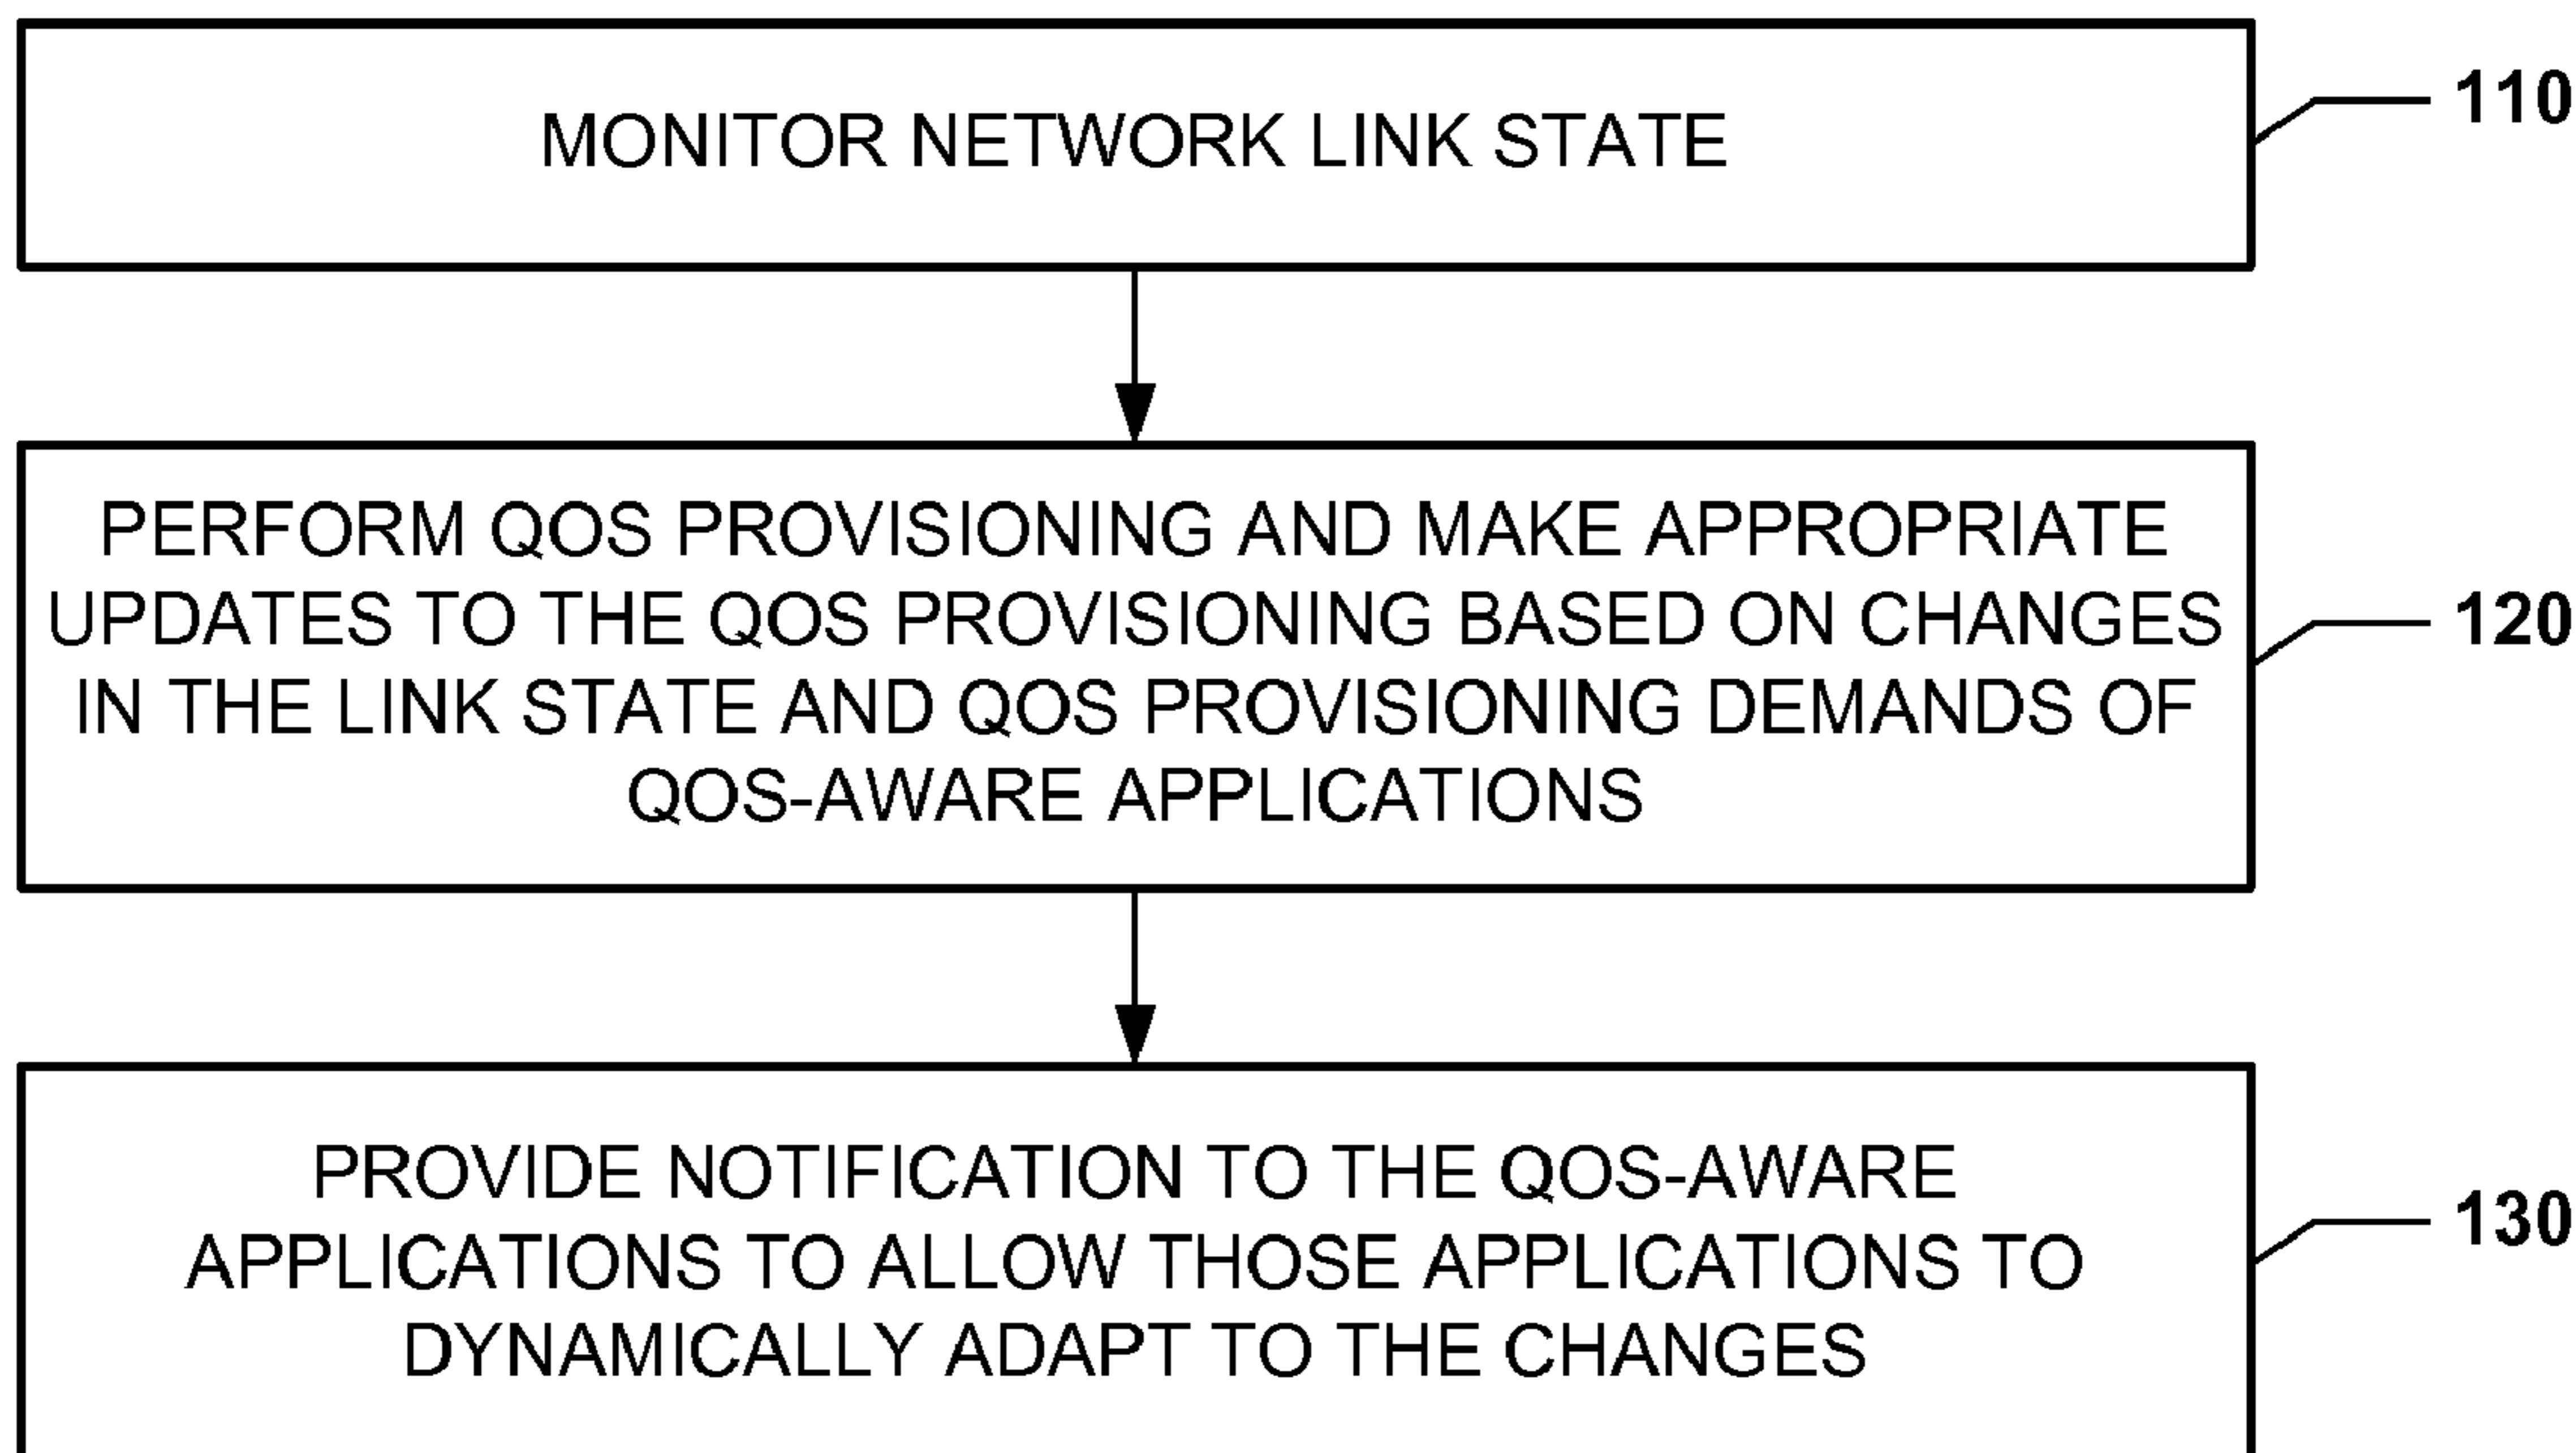 MONITOR NETWORK LINK STATE
110
PERFORM QOS PROVISIONING AND MAKE APPROPRIATE
UPDATES TO THE QOS PROVISIONING BASED ON CHANGES
IN THE LINK STATE AND QOS PROVISIONING DEMANDS OF
QOS-AWARE APPLICATIONS
120
PROVIDE NOTIFICATION TO THE QOS-AWARE
APPLICATIONS TO ALLOW THOSE APPLICATIONS TO
DYNAMICALLY ADAPT TO THE CHANGES
130